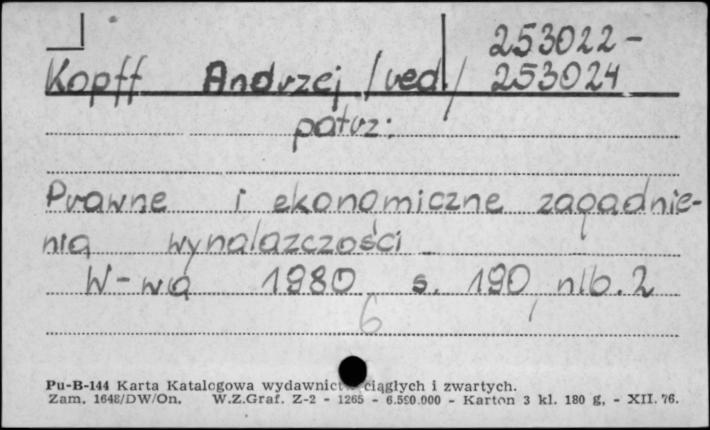 253022-
Kopff Andrzej /red/ 253024
patrz:
Prawne i ekonomiczne zagadnie-
nia wynalazczości
W-wa 1980 s. 190, nlb. 2
6
Pu-B-144 Karta Katalogowa wydawnictw ciągłych i zwartych.
Zam. 1648/DW/On. W.Z.Graf. Z-2 - 1265 - 6.500.000 - Karton 3 kl. 180 g. - XII. 76.